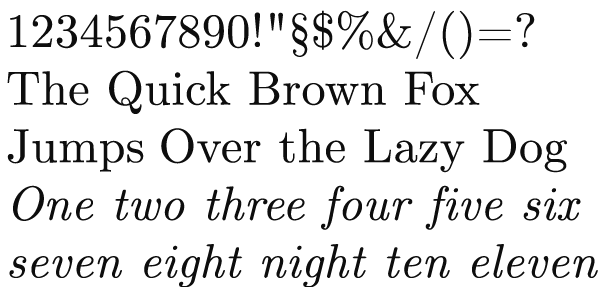 1234567890!"§$%&/()=?
The Quick Brown Fox
Jumps Over the Lazy Dog
One two three four five six
seven eight night ten eleven